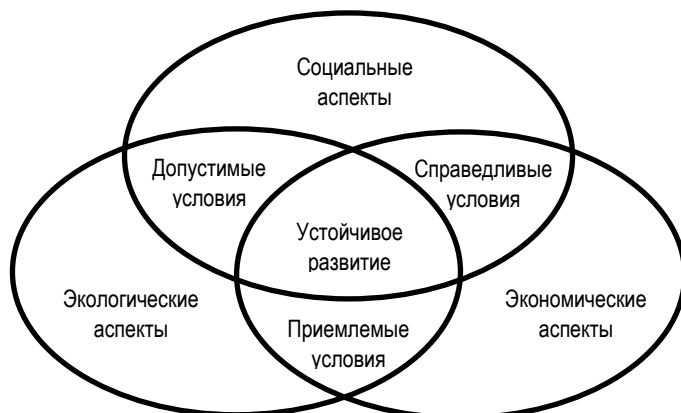 Социальные
аспекты
Допустимые
условия
Справедливые
условия
Устойчивое
развитие
Экологические
аспекты
Экономические
аспекты
Приемлемые
условия